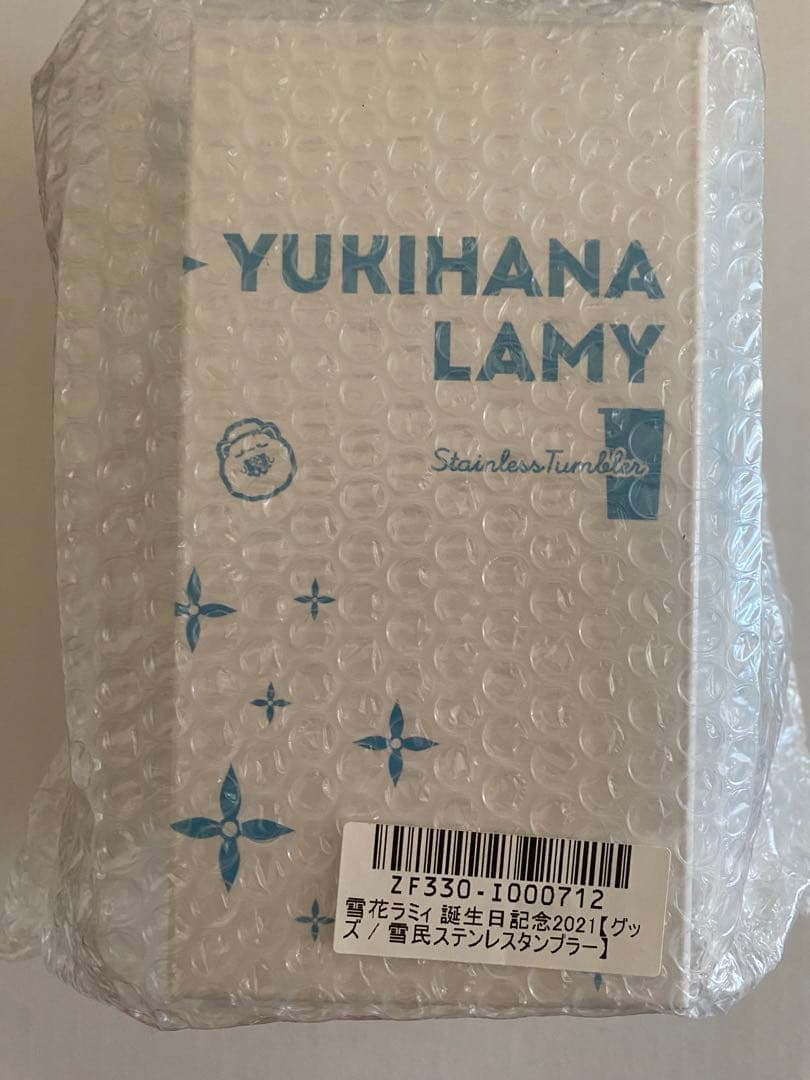 YUKIHANA
LAMY
Stainless Tumbler
ZF330-I000712
雪花ラミィ 誕生日記念2021【グッ
ズ / 雪民ステンレスタンブラー】